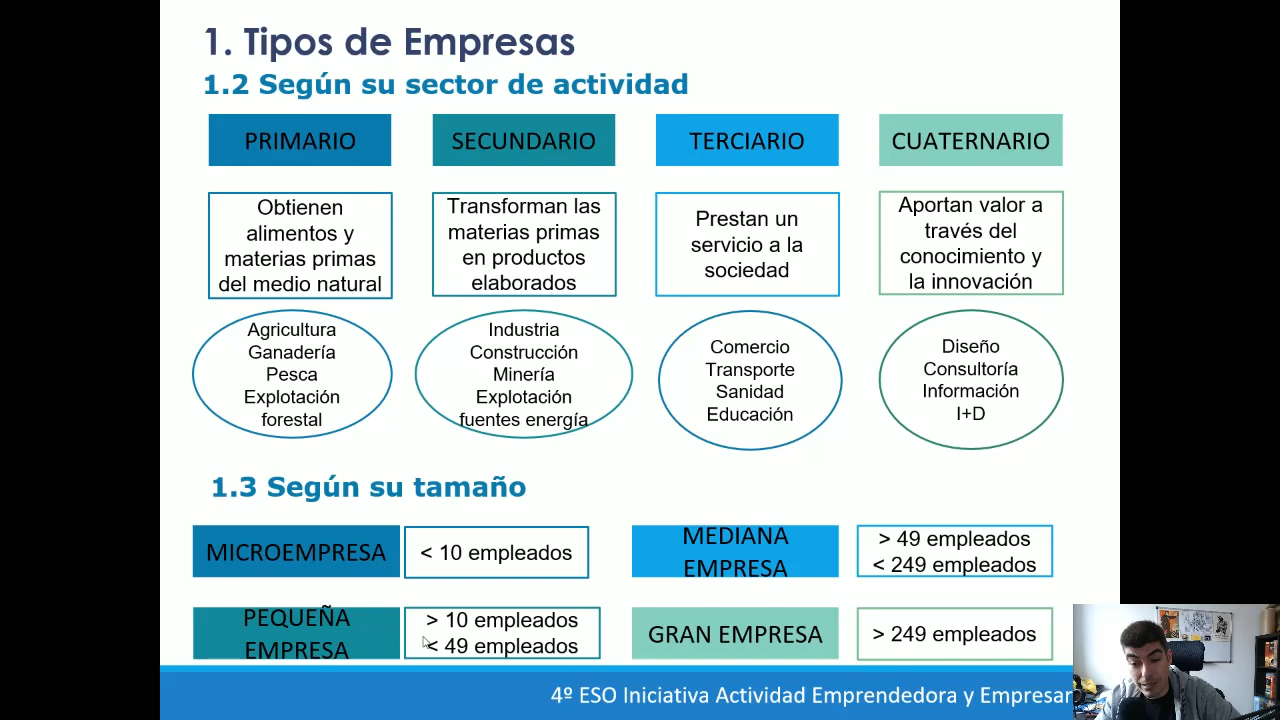 1. Tipos de Empresas
1.2 Según su sector de actividad
PRIMARIO
SECUNDARIO
TERCIARIO
CUATERNARIO
Obtienen
alimentos y
materias primas
del medio natural
Transforman las
materias primas
en productos
elaborados
Prestan un
servicio a la
sociedad
Aportan valor a
través del
conocimiento y
la innovación
Agricultura
Ganadería
Pesca
Explotación
forestal
Industria
Construcción
Minería
Explotación
fuentes energía
Comercio
Transporte
Sanidad
Educación
Diseño
Consultoría
Información
I+D
1.3 Según su tamaño
MICROEMPRESA
< 10 empleados
MEDIANA
EMPRESA
> 49 empleados
< 249 empleados
PEQUEÑA
EMPRESA
> 10 empleados
< 49 empleados
GRAN EMPRESA
> 249 empleados
4º ESO Iniciativa Actividad Emprendedora y Empresar